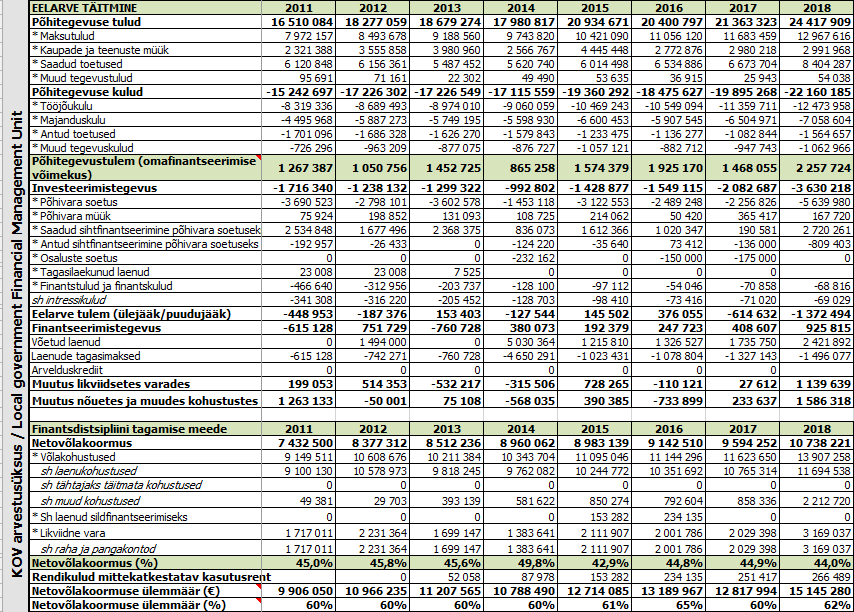 KOV arvestusüksus / Local government Financial Management Unit
EELARVE TÄITMINE 2011 2012 2013 2014 2015 2016 2017 2018
Põhitegevuse tulud 16 510 084 18 277 059 18 679 274 17 980 817 20 934 671 20 400 797 21 363 323 24 417 909
* Maksutulud 7 972 157 8 493 678 9 188 560 9 743 820 10 421 090 11 056 120 11 683 459 12 967 616
* Kaupade ja teenuste müük 2 321 388 3 555 858 3 980 960 2 566 767 4 445 448 2 772 876 2 980 218 2 991 968
* Saadud toetused 6 120 848 6 156 361 5 487 452 5 620 740 6 014 498 6 534 886 6 673 704 8 404 287
* Muud tegevustulud 95 691 71 161 22 302 49 490 53 635 36 915 25 943 54 038
Põhitegevuse kulud -15 242 697 -17 226 302 -17 226 549 -17 115 559 -19 360 292 -18 475 627 -19 895 268 -22 160 185
* Tööjõukulu -8 319 336 -8 689 493 -8 974 010 -9 060 059 -10 469 243 -10 549 094 -11 359 711 -12 473 958
* Majanduskulu -4 495 968 -5 887 273 -5 749 195 -5 598 930 -6 600 453 -5 907 545 -6 504 971 -7 058 604
* Antud toetused -1 701 096 -1 686 328 -1 626 270 -1 579 843 -1 233 475 -1 136 277 -1 082 844 -1 564 657
* Muud tegevuskulud -726 296 -963 209 -877 075 -876 727 -1 057 121 -882 712 -947 743 -1 062 966
Põhitegevustulem (omafinantseerimise
võimekus) 1 267 387 1 050 756 1 452 725 865 258 1 574 379 1 925 170 1 468 055 2 257 724
Investeerimistegevus -1 716 340 -1 238 132 -1 299 322 -992 802 -1 428 877 -1 549 115 -2 082 687 -3 630 218
* Põhivara soetus -3 690 523 -2 798 101 -3 602 578 -1 453 118 -3 122 553 -2 489 248 -2 256 826 -5 639 980
* Põhivara müük 75 924 198 852 131 093 108 725 214 062 50 420 365 417 167 720
* Saadud sihtfinantseerimine põhivara soetusek 2 534 848 1 677 496 2 368 375 836 073 1 612 366 1 020 347 190 581 2 720 261
* Antud sihtfinantseerimine põhivara soetuseks -192 957 -26 433 0 -124 220 -35 640 73 412 -136 000 -809 403
* Osaluste soetus 0 0 0 -232 162 0 -150 000 -175 000 0
* Tagasilaekunud laenud 23 008 23 008 7 525 0 0 0 0
* Finantstulud ja finantskulud -466 640 -312 956 -203 737 -128 100 -97 112 -54 046 -70 858 -68 816
sh intressikulud -341 308 -316 220 -205 452 -128 703 -98 410 -73 416 -71 020 -69 029
Eelarve tulem (ülejääk/puudujääk) -448 953 -187 376 153 403 -127 544 145 502 376 055 -614 632 -1 372 494
Finantseerimistegevus -615 128 751 729 -760 728 380 073 192 379 247 723 408 607 925 815
Võetud laenud 0 1 494 000 0 5 030 364 1 215 810 1 326 527 1 735 750 2 421 892
Laenude tagasimaksed -615 128 -742 271 -760 728 -4 650 291 -1 023 431 -1 078 804 -1 327 143 -1 496 077
Arvelduskrediit 0 0 0 0 0 0 0
Muutus likviidsetes varades 199 053 514 353 -532 217 -315 506 728 265 -110 121 27 612 1 139 639
Muutus nõuetes ja muudes kohustustes 1 263 133 -50 001 75 108 -568 035 390 385 -733 899 233 637 1 586 318
Finantsdistsipliini tagamise meede 2011 2012 2013 2014 2015 2016 2017 2018
Netovõlakoormus 7 432 500 8 377 312 8 512 236 8 960 062 8 983 139 9 142 510 9 594 252 10 738 221
* Võlakohustused 9 149 511 10 608 676 10 211 384 10 343 704 11 095 046 11 144 296 11 623 650 13 907 258
sh laenukohustused 9 100 130 10 578 973 9 818 245 9 762 082 10 244 772 10 351 692 10 765 314 11 694 538
sh tähtajaks täitmata kohustused 0 0 0 0 0 0 0
sh muud kohustused 49 381 29 703 393 139 581 622 850 274 792 604 858 336 2 212 720
* Sh laenud sildfinantseerimiseks 0 0 0 0 153 282 234 135 0 0
* Likviidne vara 1 717 011 2 231 364 1 699 147 1 383 641 2 111 907 2 001 786 2 029 398 3 169 037
sh raha ja pangakontod 1 717 011 2 231 364 1 699 147 1 383 641 2 111 907 2 001 786 2 029 398 3 169 037
Netovõlakoormus (%) 45,0% 45,8% 45,6% 49,8% 42,9% 44,8% 44,9% 44,0%
Rendikulud mittekatkestatav kasutusrent 0 52 058 87 978 153 282 234 135 251 417 266 489
Netovõlakoormuse ülemmäär (€) 9 906 050 10 966 235 11 207 565 10 788 490 12 714 085 13 189 967 12 817 994 15 145 280
Netovõlakoormuse ülemmäär (%) 60% 60% 60% 60% 61% 65% 60% 62%